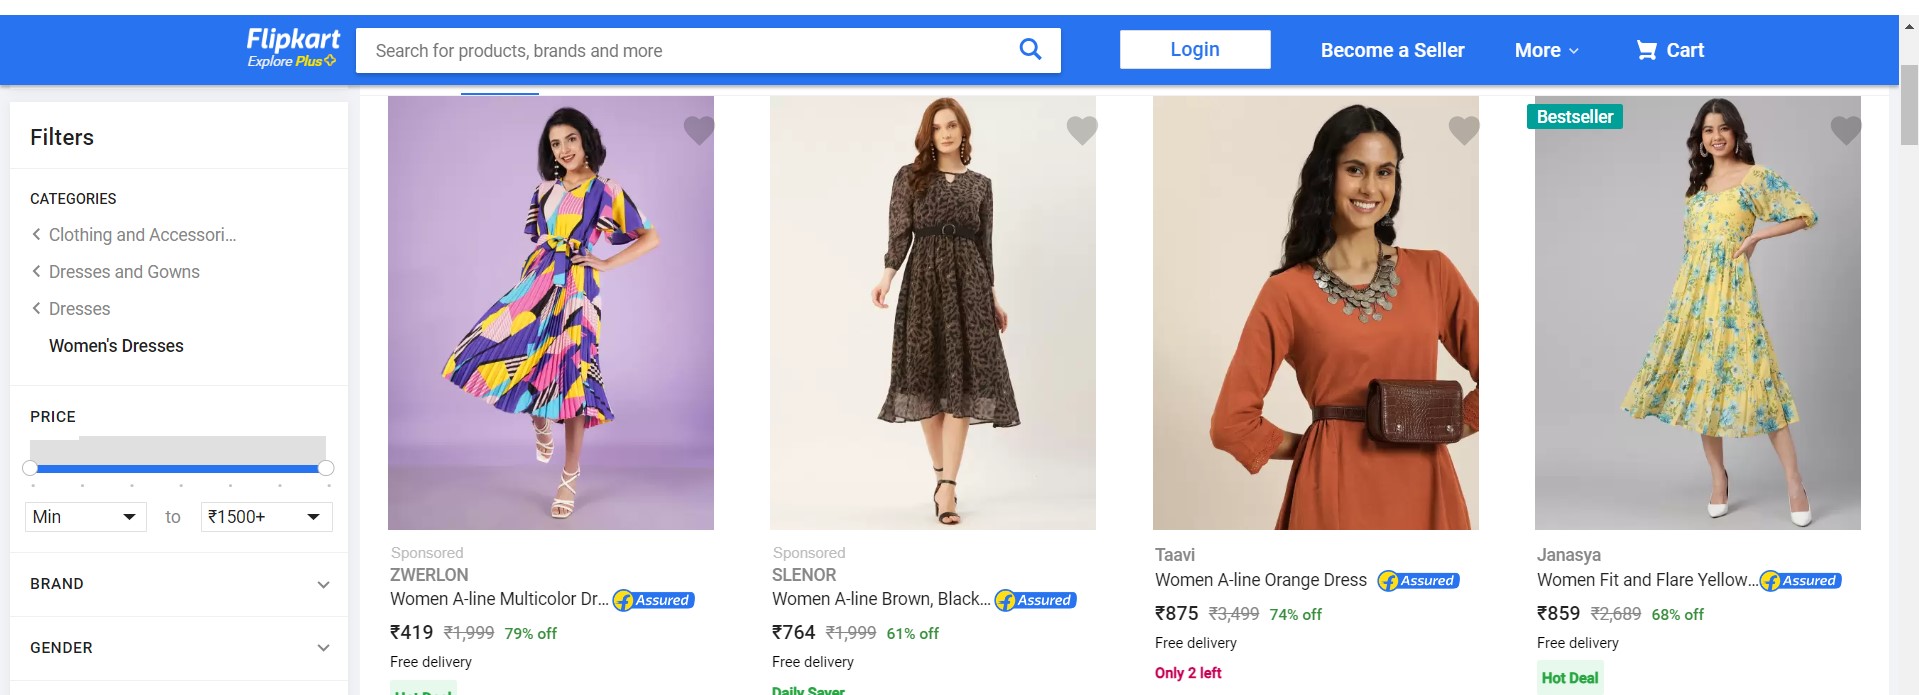 Flipkart
Explore Plus
Search for products, brands and more
Login
Become a Seller
More
Cart
Filters
CATEGORIES
Clothing and Accessori...
Dresses and Gowns
Dresses
Women's Dresses
PRICE
Min
to
₹1500+
BRAND
GENDER
Sponsored
ZWERLON
Women A-line Multicolor Dr...
Assured
₹419 ₹1,999 79% off
Free delivery
Hot Deal
Sponsored
SLENOR
Women A-line Brown, Black...
Assured
₹764 ₹1,999 61% off
Free delivery
Daily Saver
Taavi
Women A-line Orange Dress
Assured
₹875 ₹3,499 74% off
Free delivery
Only 2 left
Bestseller
Janasya
Women Fit and Flare Yellow...
Assured
₹859 ₹2,689 68% off
Free delivery
Hot Deal